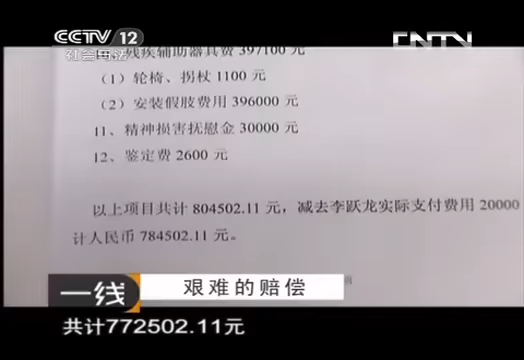 CCTV 12
社会与法
CNTV
残疾辅助器具费 397100 元
（1）轮椅、拐杖 1100 元
（2）安装假肢费用 396000 元
11、精神损害抚慰金 30000 元
12、鉴定费 2600 元
以上项目共计 804502.11 元，减去李跃龙实际支付费用 20000
计人民币 784502.11 元。
一线
艰难的赔偿
共计772502.11元